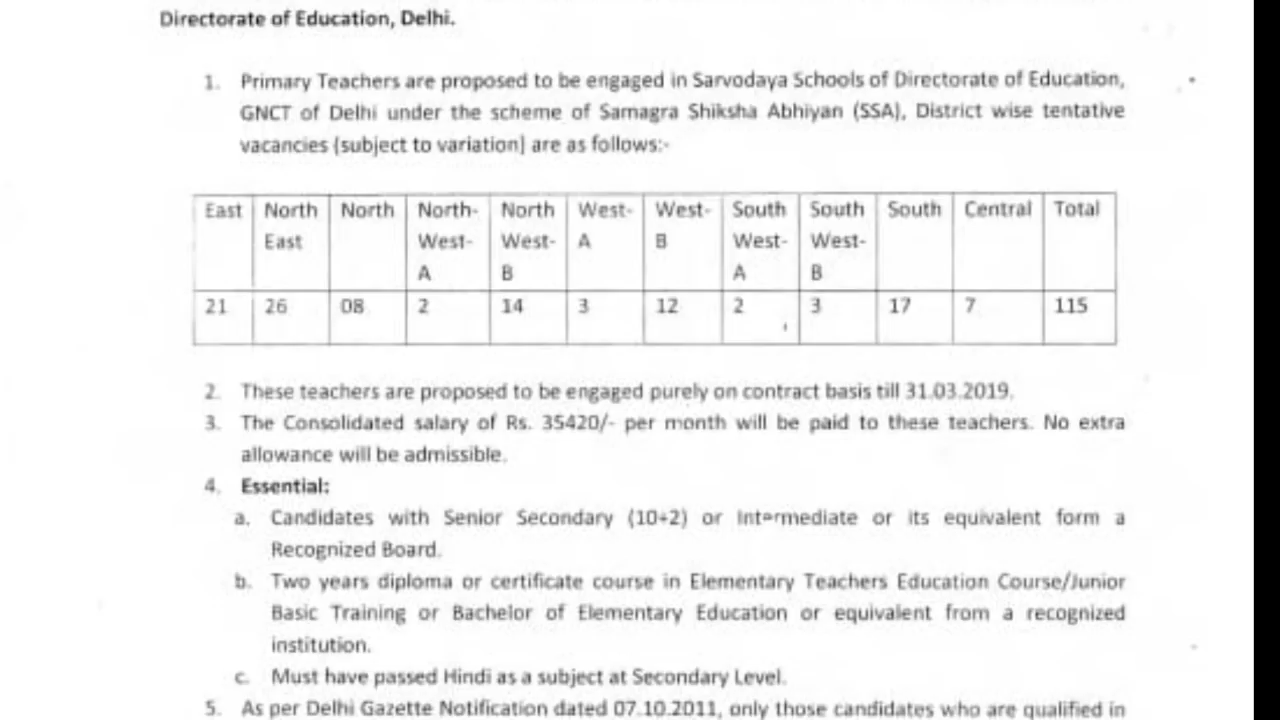 Directorate of Education, Delhi.
1. Primary Teachers are proposed to be engaged in Sarvodaya Schools of Directorate of Education,
GNCT of Delhi under the scheme of Samagra Shiksha Abhiyan (SSA), District wise tentative
vacancies (subject to variation) are as follows:-
East North North North- North West- West- South South South Central Total
East West- West- A B West- West-
A B A B
21 26 08 2 14 3 12 2 3 17 7 115
2. These teachers are proposed to be engaged purely on contract basis till 31.03.2019.
3. The Consolidated salary of Rs. 35420/- per month will be paid to these teachers. No extra
allowance will be admissible.
4. Essential:
a. Candidates with Senior Secondary (10+2) or Intermediate or its equivalent form a
Recognized Board.
b. Two years diploma or certificate course in Elementary Teachers Education Course/Junior
Basic Training or Bachelor of Elementary Education or equivalent from a recognized
institution.
c. Must have passed Hindi as a subject at Secondary Level.
5. As per Delhi Gazette Notification dated 07.10.2011, only those candidates who are qualified in